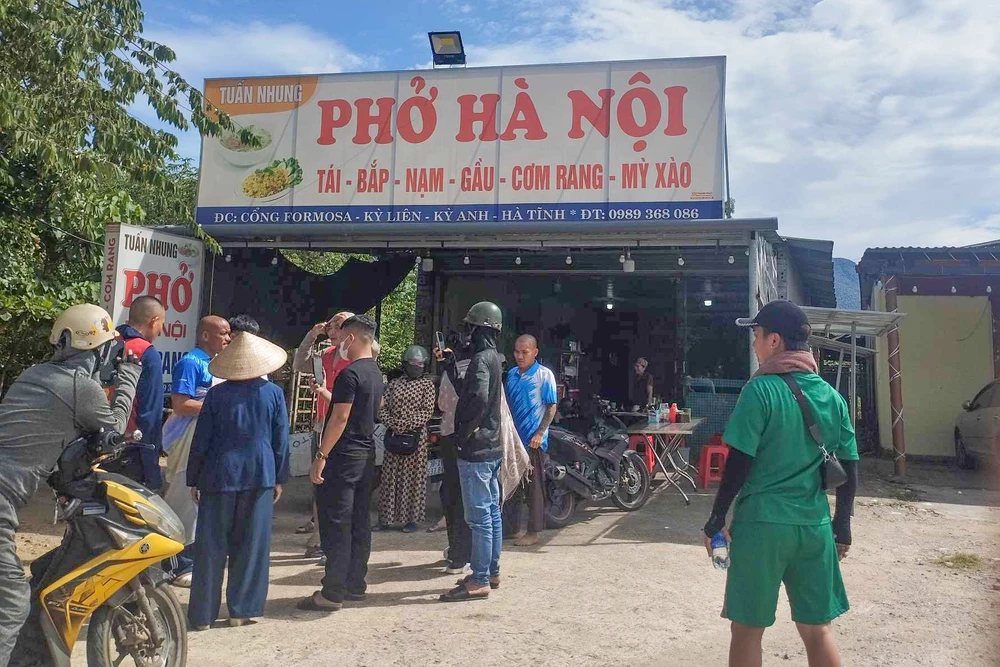 TUẤN NHUNG
PHỞ HÀ NỘI
TÁI - BẮP - NẠM - GẦU - CƠM RANG - MỲ XÀO
ĐC: CỔNG FORMOSA - KỲ LIÊN - KỲ ANH - HÀ TĨNH * ĐT: 0989 368 086
TUẤN NHUNG
CƠM RANG
PHỞ
NỘI